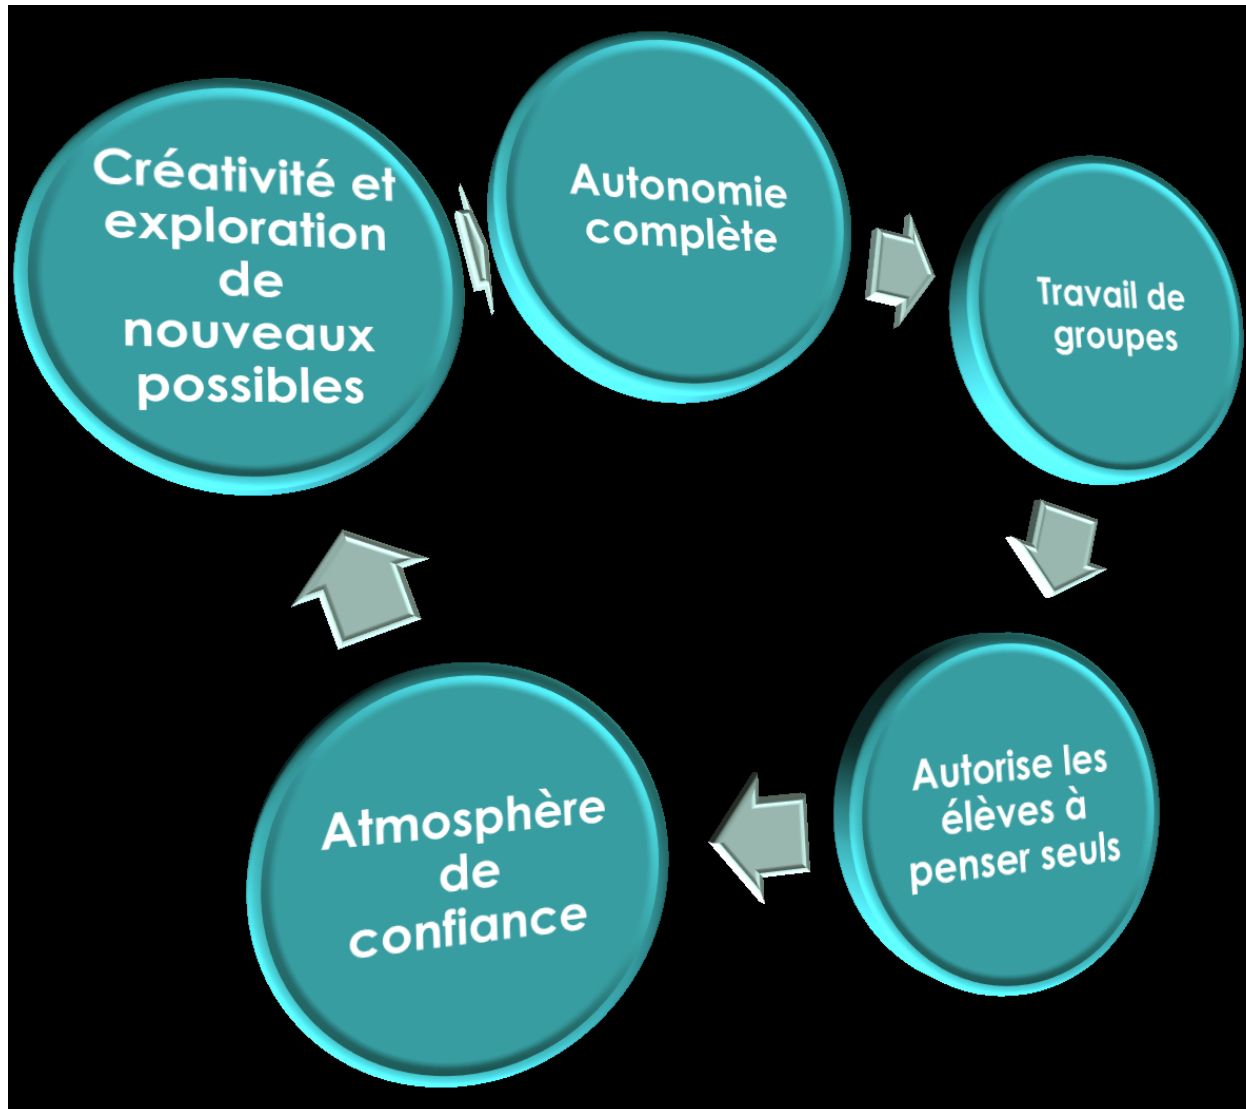 Créativité et
exploration
de
nouveaux
possibles
Autonomie
complète
Travail de
groupes
Autorise les
élèves à
penser seuls
Atmosphère
de
confiance